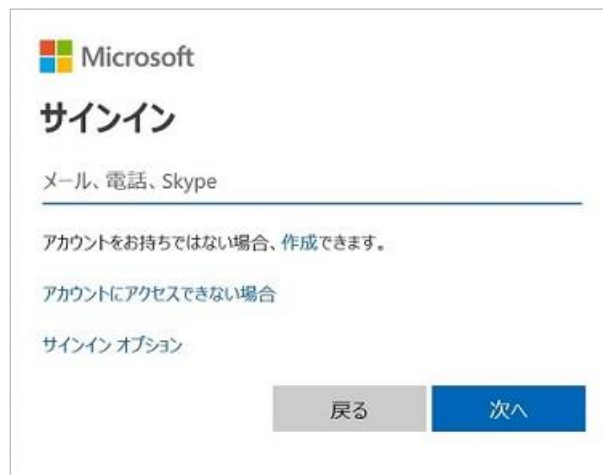 Microsoft
サインイン
メール、電話、Skype
アカウントをお持ちではない場合、作成できます。
アカウントにアクセスできない場合
サインイン オプション
戻る 次へ